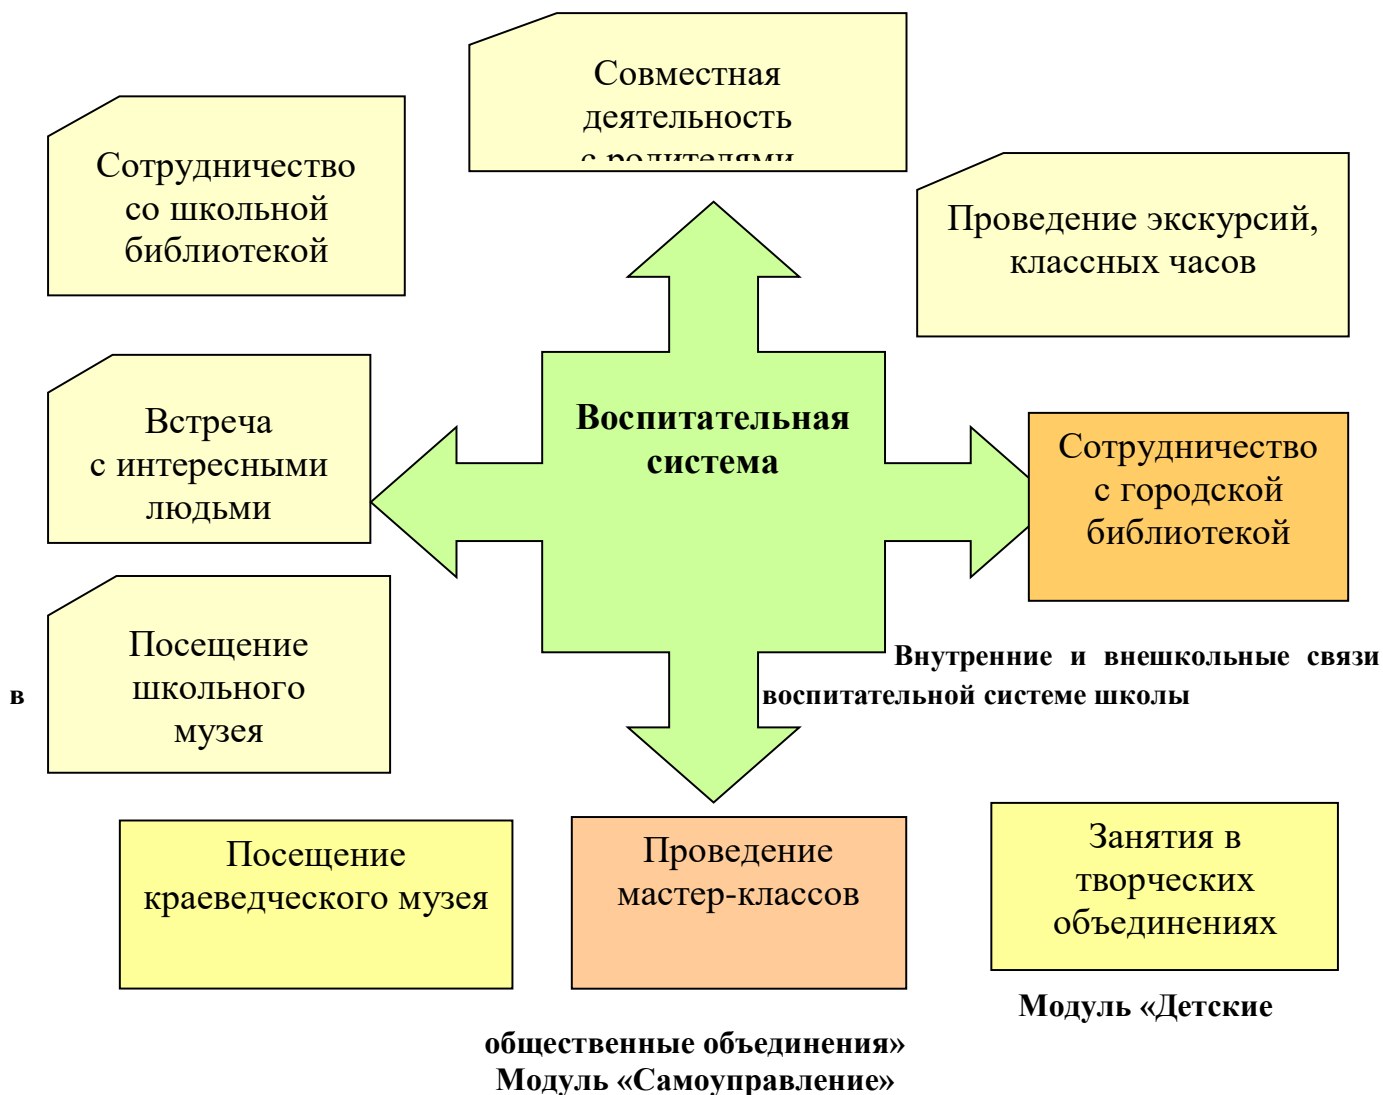 Совместная
деятельность
с родителями
Сотрудничество
со школьной
библиотекой
Проведение экскурсий,
классных часов
Встреча
с интересными
людьми
Воспитательная
система
Сотрудничество
с городской
библиотекой
Посещение
школьного
музея
Внутренние и внешкольные связи
в воспитательной системе школы
Посещение
краеведческого музея
Проведение
мастер-классов
Занятия в
творческих
объединениях
Модуль «Детские
общественные объединения»
Модуль «Самоуправление»